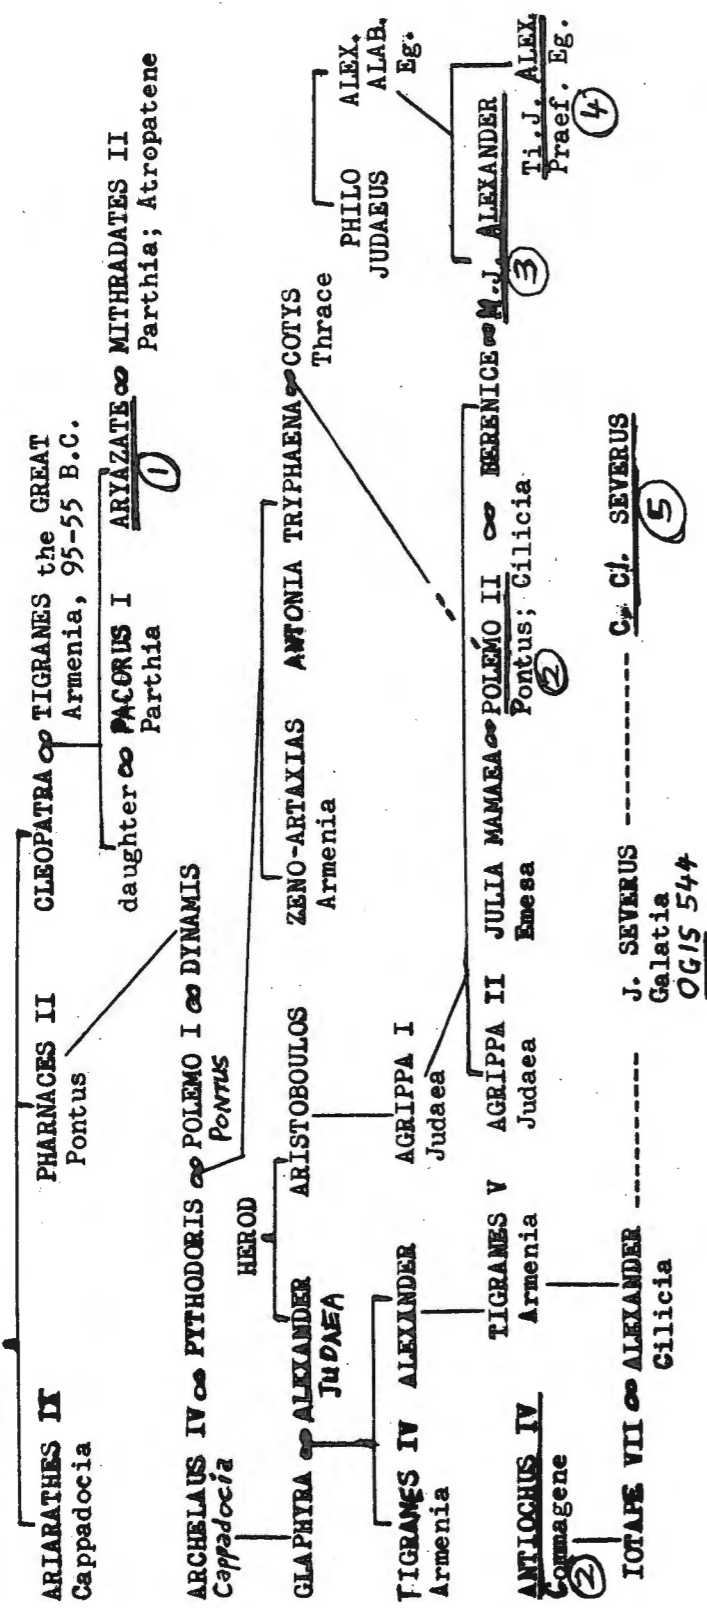 ARIARATHES IX
Cappadocia
PHARNACES II
Pontus
CLEOPATRA ∞ TIGRANES the GREAT
Armenia, 95-55 B.C.
daughter ∞ PACORUS I
Parthia
ARYAZATE ∞ MITHRADATES II
Parthia; Atropatene
①
ARCHELAUS IV ∞ PYTHODORIS ∞ POLEMO I ∞ DYNAMIS
Cappadocia
PONTUS
HEROD
GLAPHYRA ∞ ALEXANDER
JUDAEA
ARISTOBOULOS
ZENO-ARTAXIAS
Armenia
ANTONIA TRYPHAENA ∞ COTYS
Thrace
PHILO
JUDAEUS
ALEX.
ALAB.
Eg.
TIGRANES IV
Armenia
ALEXANDER
AGRIPPA I
Judaea
ANTIOCHUS IV
Commagene
②
TIGRANES V
Armenia
AGRIPPA II
Judaea
JULIA MAMAEA ∞ POLEMO II ∞ BERENICE ∞ M.J. ALEXANDER
Emesa
Pontus; Cilicia
②
③
Ti.J. ALEX.
Praef. Eg.
④
IOTAPE VII ∞ ALEXANDER
Cilicia
J. SEVERUS
Galatia
OGIS 544
C. Cl. SEVERUS
⑤